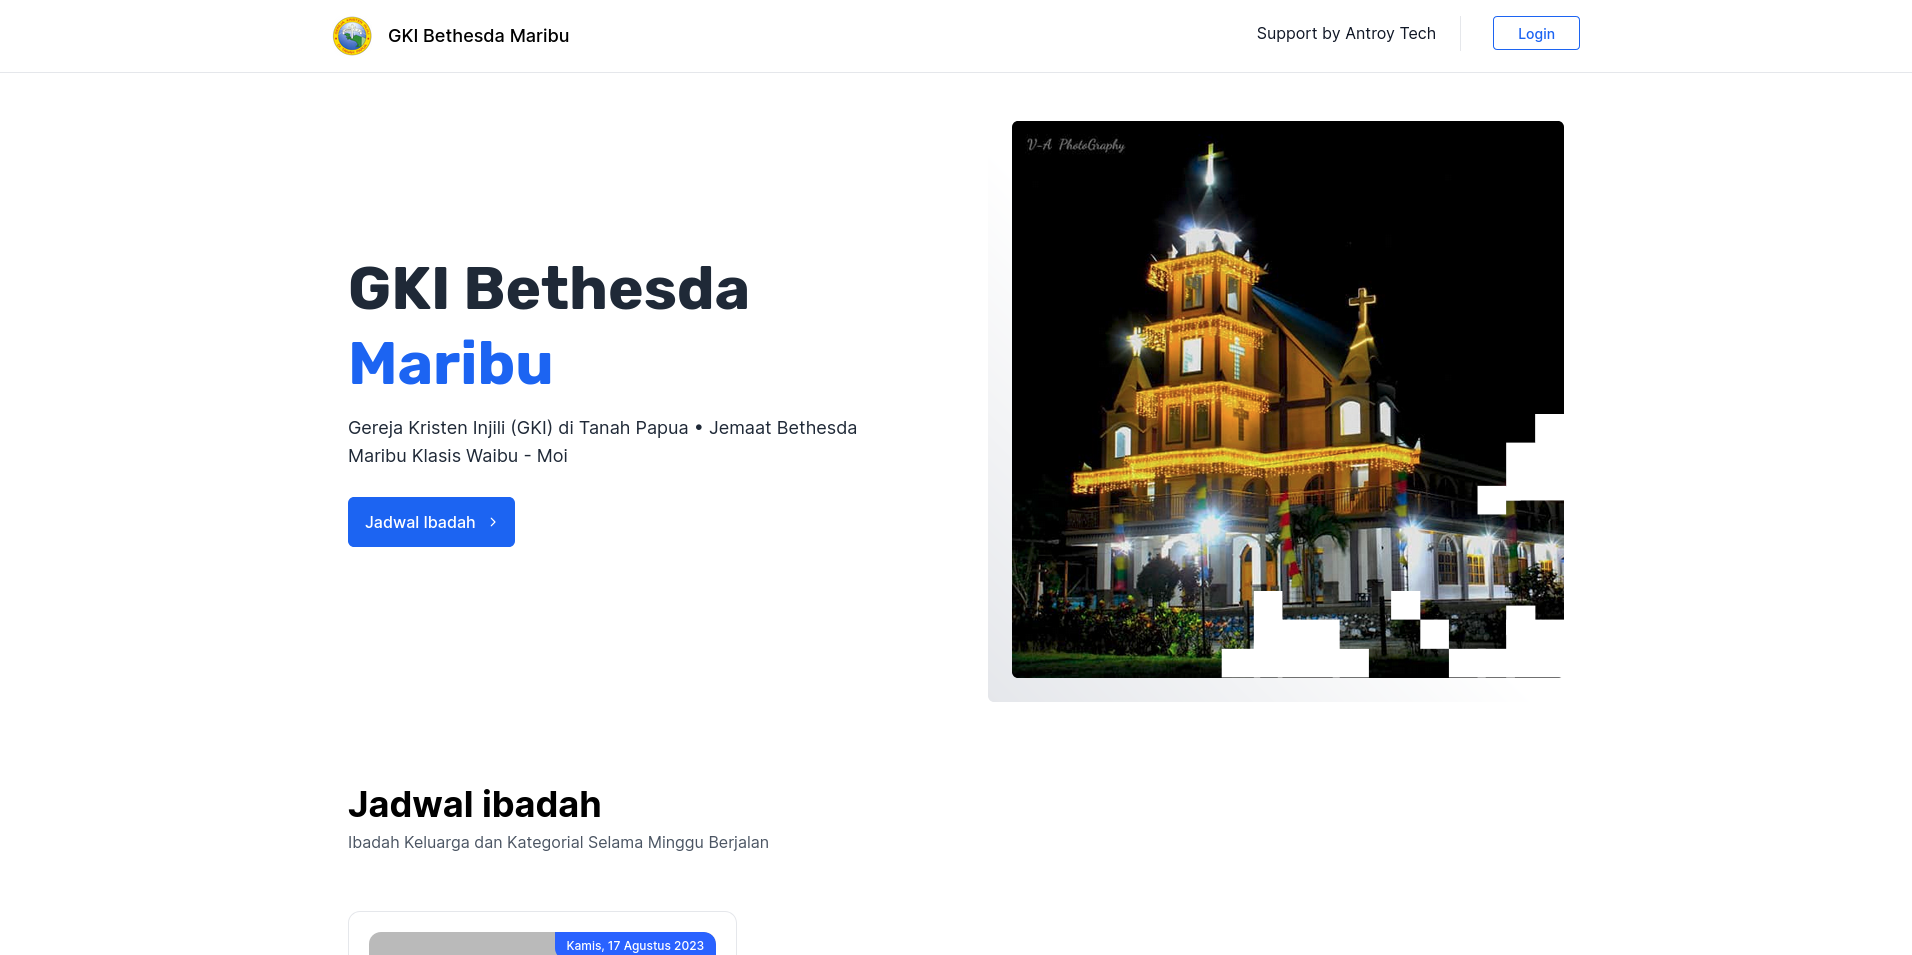 GKI Bethesda Maribu
Support by Antroy Tech
Login
V-A PhotoGraphy
GKI Bethesda
Maribu
Gereja Kristen Injili (GKI) di Tanah Papua • Jemaat Bethesda
Maribu Klasis Waibu - Moi
Jadwal Ibadah
Jadwal ibadah
Ibadah Keluarga dan Kategorial Selama Minggu Berjalan
Kamis, 17 Agustus 2023